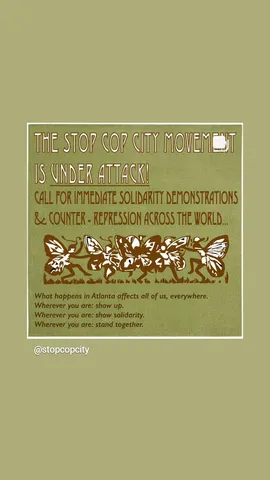 THE STOP COP CITY MOVEMENT
IS UNDER ATTACK!
CALL FOR IMMEDIATE SOLIDARITY DEMONSTRATIONS
& COUNTER - REPRESSION ACROSS THE WORLD...
What happens in Atlanta affects all of us, everywhere.
Wherever you are: show up.
Wherever you are: show solidarity.
Wherever you are: stand together.
@stopcopcity